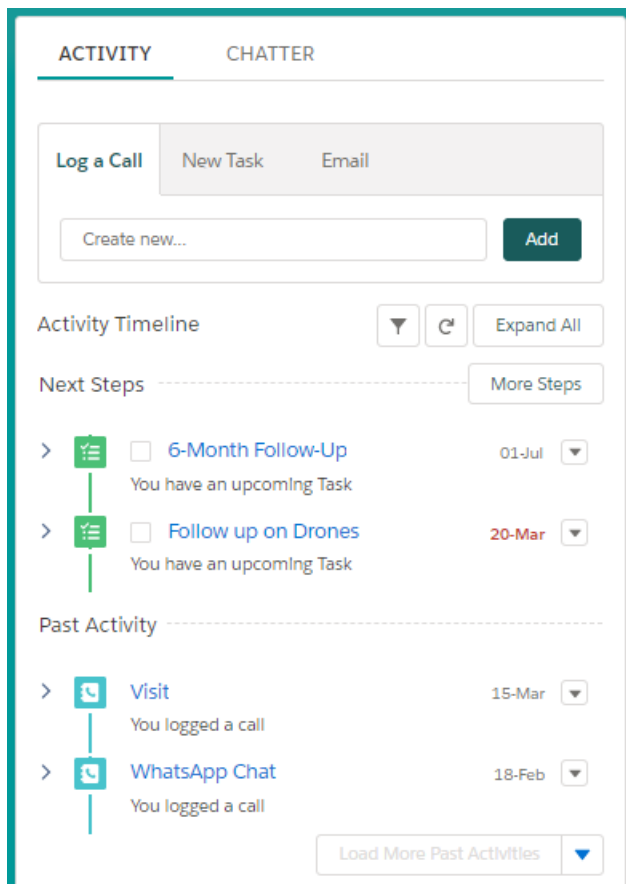 ACTIVITY CHATTER
Log a Call New Task Email
Create new... Add
Activity Timeline Expand All
Next Steps More Steps
6-Month Follow-Up 01-Jul
You have an upcoming Task
Follow up on Drones 20-Mar
You have an upcoming Task
Past Activity
Visit 15-Mar
You logged a call
WhatsApp Chat 18-Feb
You logged a call
Load More Past Activities